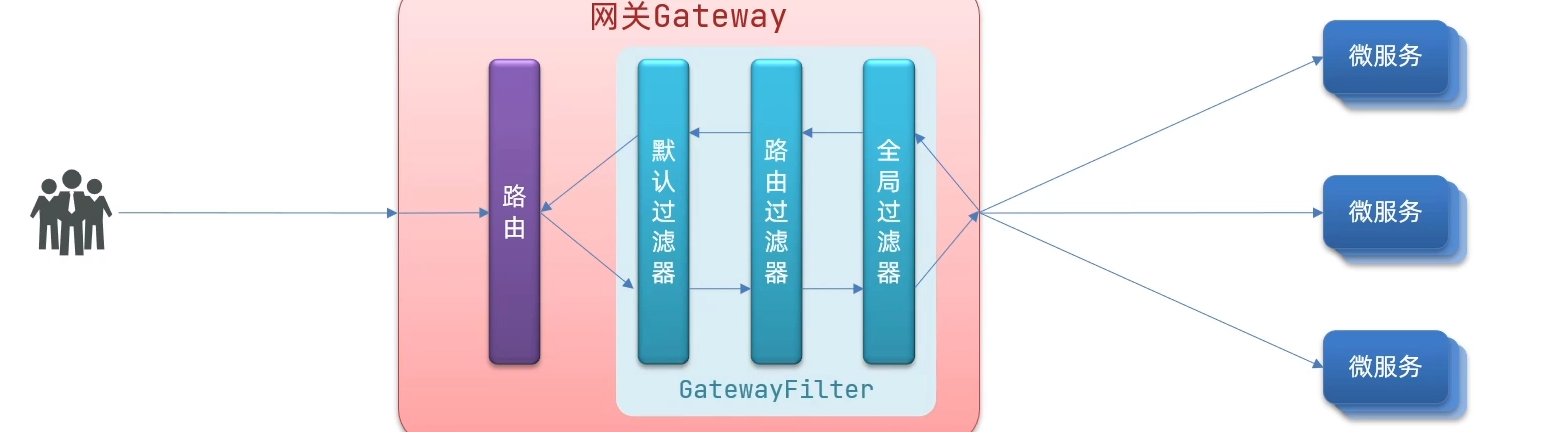 网关Gateway
路由
默认过滤器
路由过滤器
全局过滤器
GatewayFilter
微服务
微服务
微服务